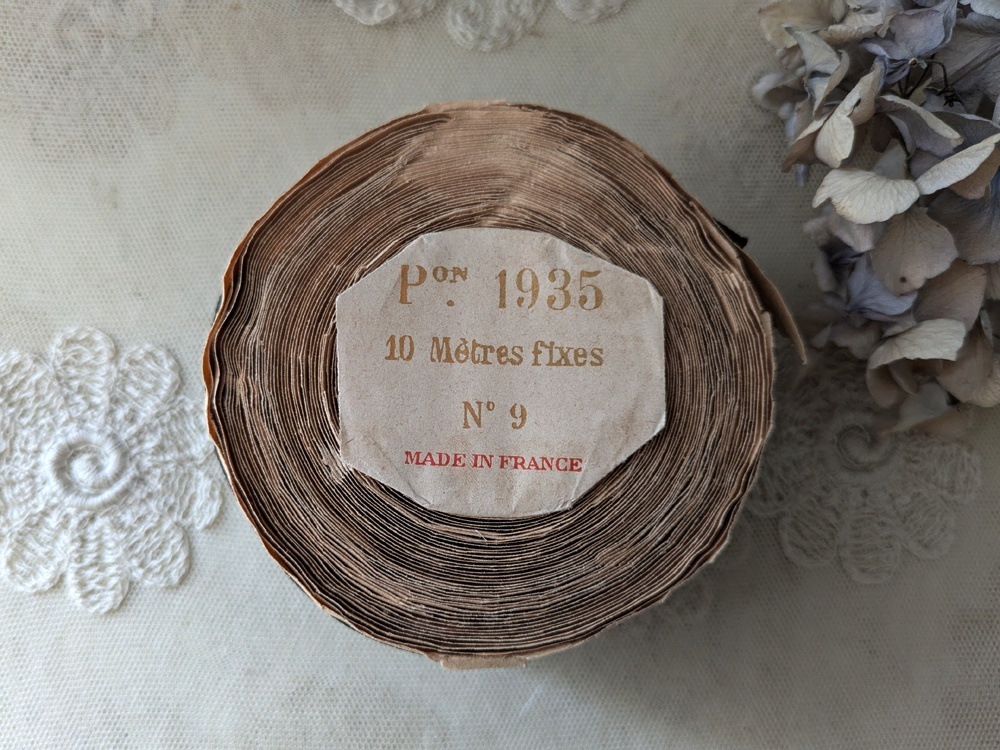 Pon. 1935
10 Mètres fixes
N° 9
MADE IN FRANCE